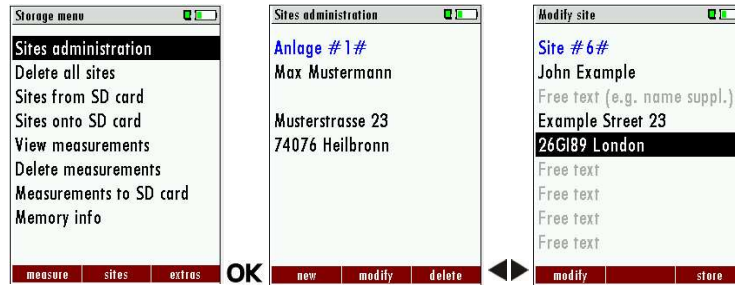 Storage menu
Sites administration
Delete all sites
Sites from SD card
Sites onto SD card
View measurements
Delete measurements
Measurements to SD card
Memory info
measure sites extras
OK
Sites administration
Anlage #1#
Max Mustermann
Musterstrasse 23
74076 Heilbronn
new modify delete
Modify site
Site #6#
John Example
Free text (e.g. name suppl.)
Example Street 23
26GI89 London
Free text
Free text
Free text
Free text
modify store